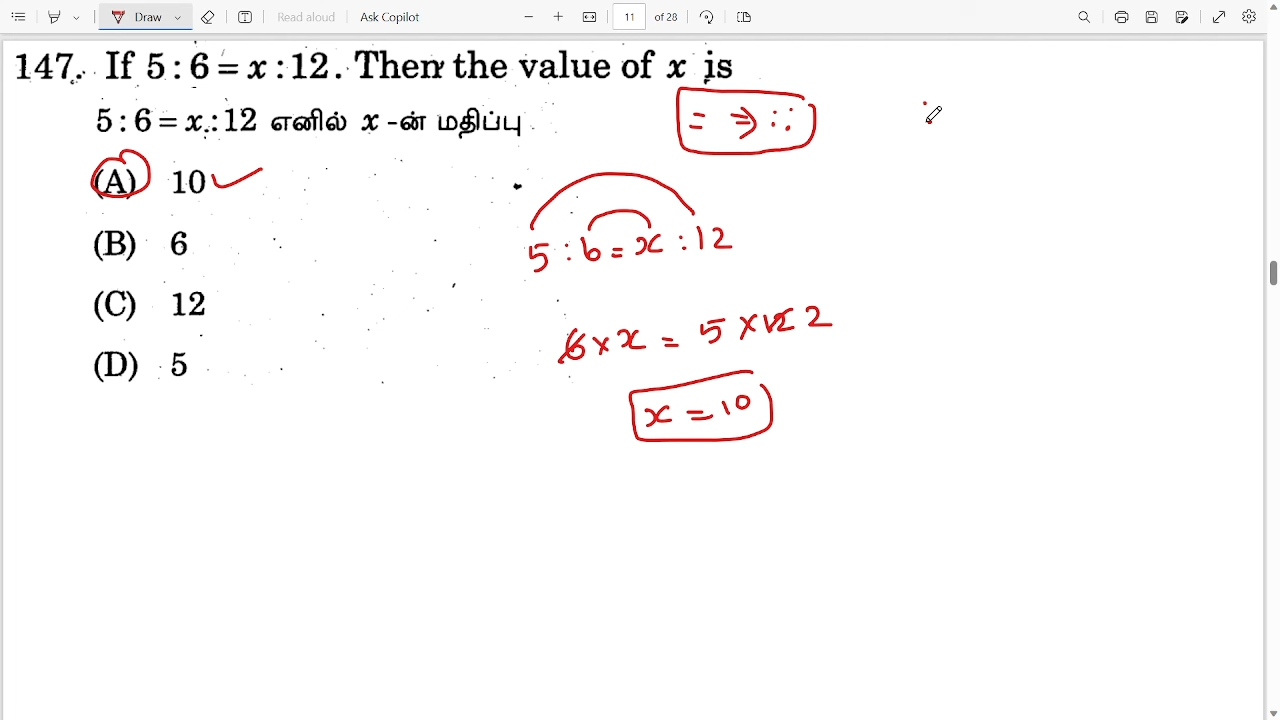 Draw Read aloud Ask Copilot 11 of 28
147. If 5 : 6 = x : 12. Then the value of x is
5 : 6 = x : 12 எனில் x -ன் மதிப்பு
= ⇒ ::
(A) 10 ✓
5 : 6 = x : 12
(B) 6
(C) 12
6 × x = 5 × 12 2
(D) 5
x = 10